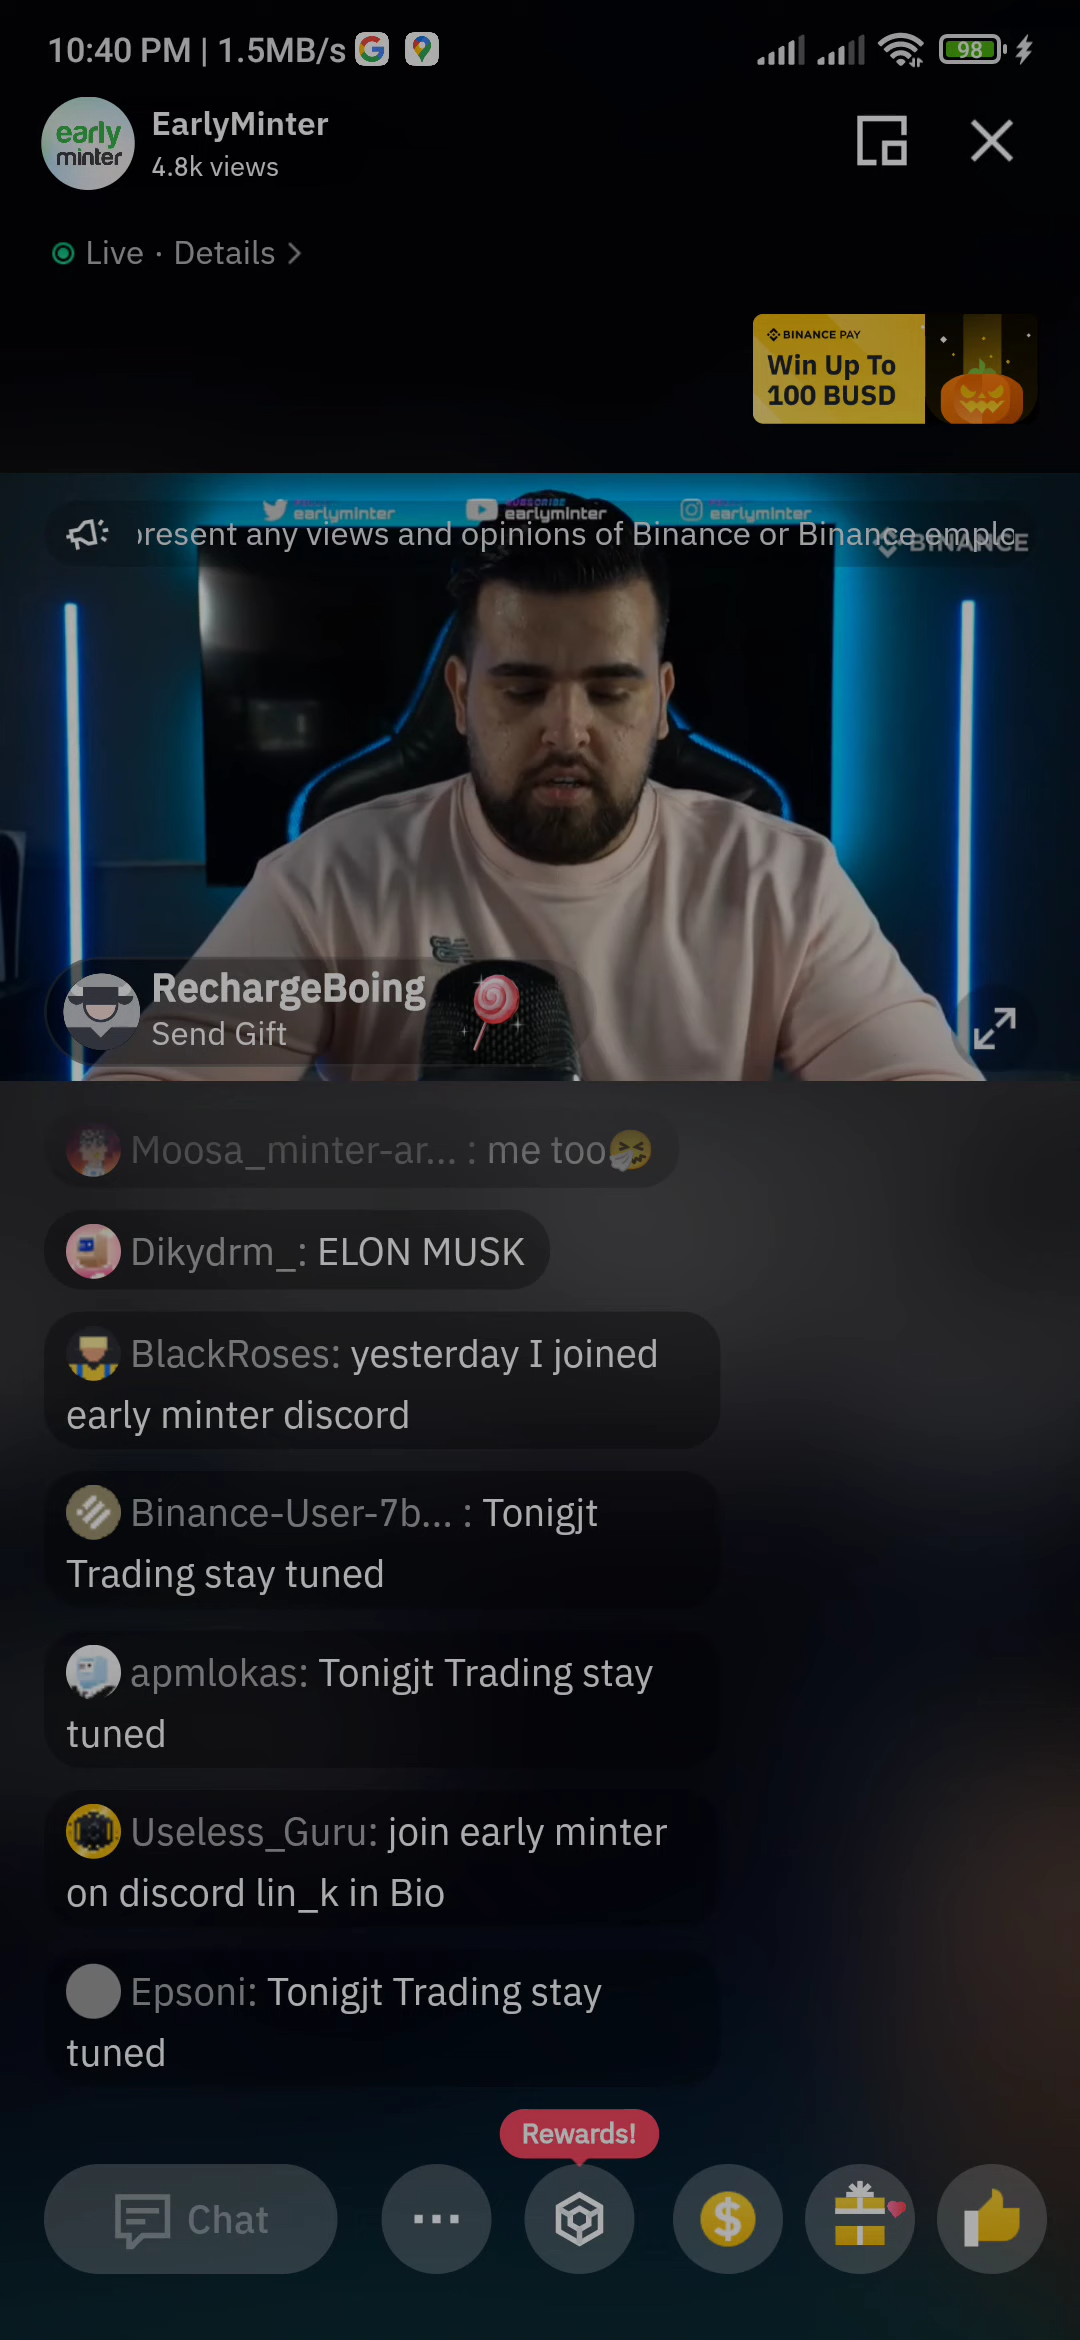 10:40 PM | 1.5MB/s
98
early
minter
EarlyMinter
4.8k views
Live · Details
BINANCE PAY
Win Up To
100 BUSD
earlyminter
SUBSCRIBE
earlyminter
earlyminter
present any views and opinions of Binance or Binance emplo
BINANCE
RechargeBoing
Send Gift
Moosa_minter-ar... : me too🤧
Dikydrm_: ELON MUSK
BlackRoses: yesterday I joined
early minter discord
Binance-User-7b... : Tonigjt
Trading stay tuned
apmlokas: Tonigjt Trading stay
tuned
Useless_Guru: join early minter
on discord lin_k in Bio
Epsoni: Tonigjt Trading stay
tuned
Rewards!
Chat